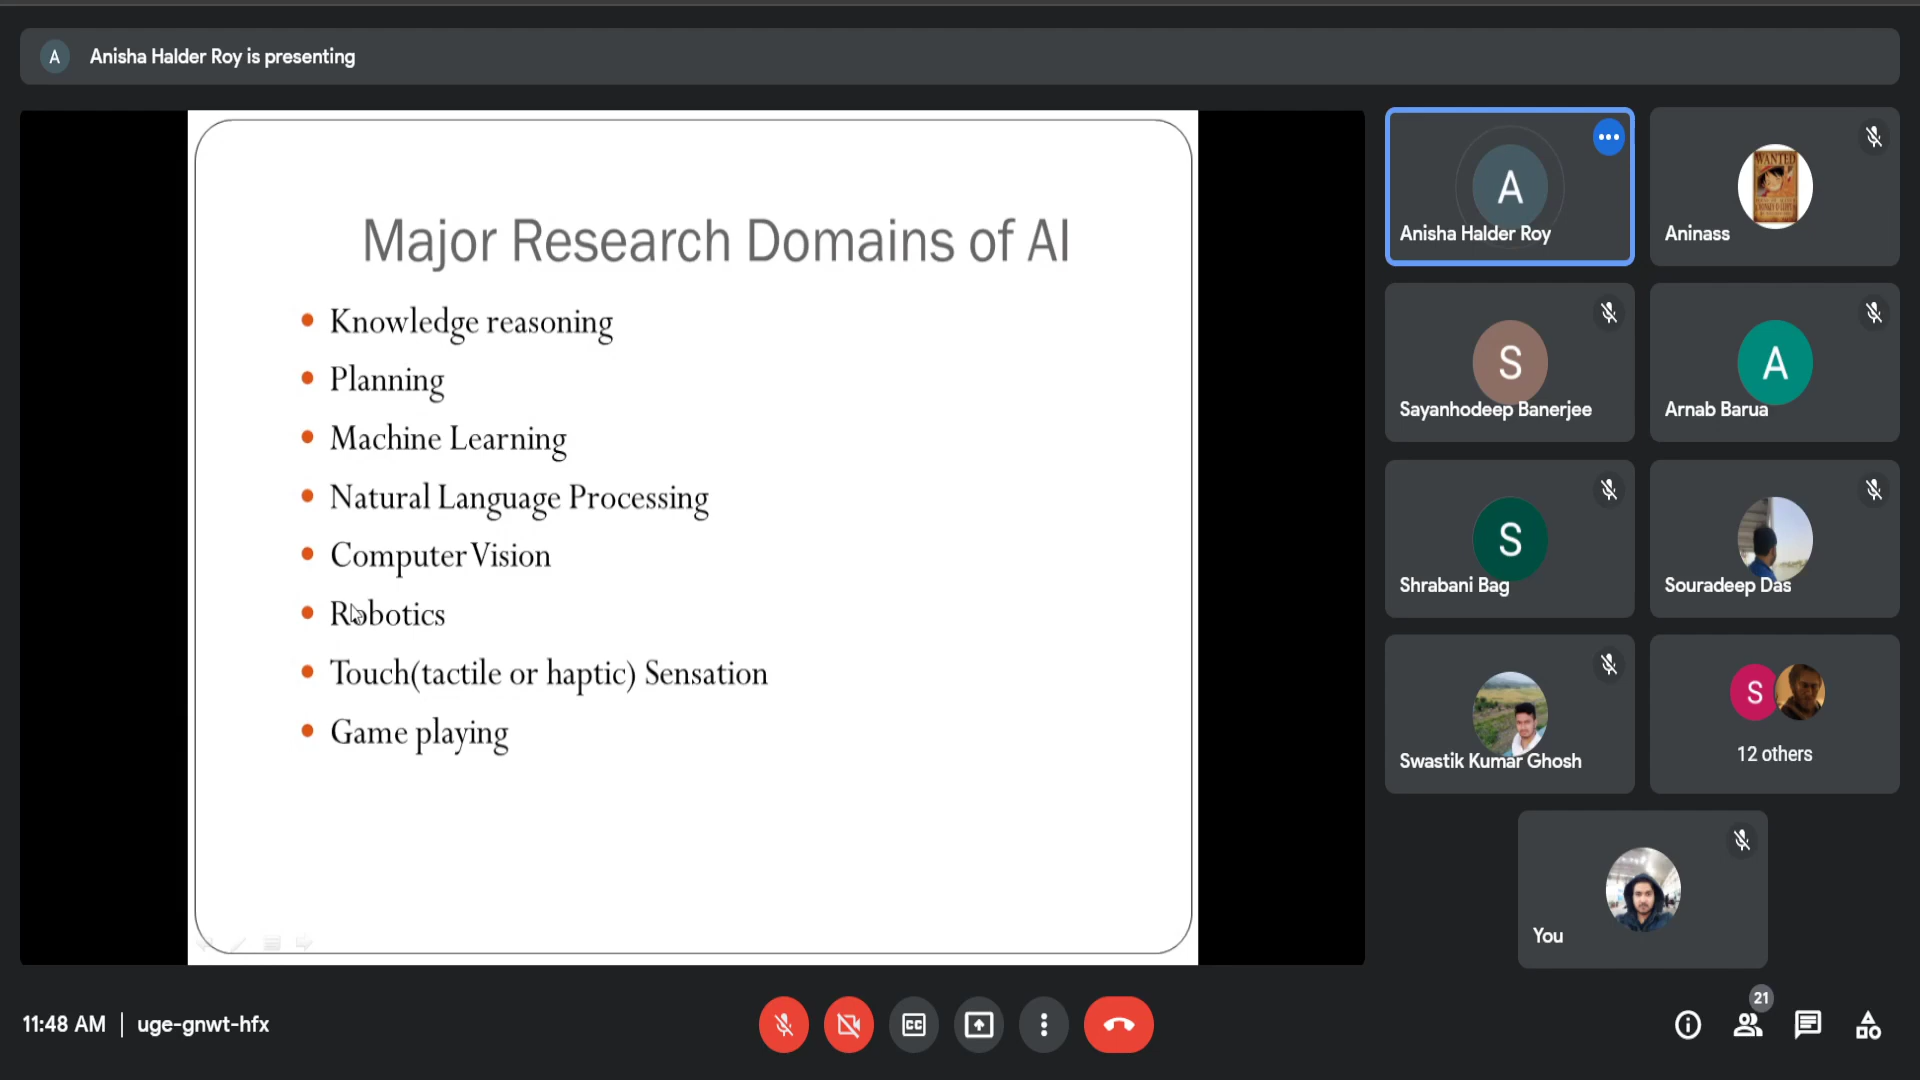 A
Anisha Halder Roy is presenting
Major Research Domains of AI
• Knowledge reasoning
• Planning
• Machine Learning
• Natural Language Processing
• Computer Vision
• Robotics
• Touch(tactile or haptic) Sensation
• Game playing
A
Anisha Halder Roy
WANTED
Aninass
S
Sayanhodeep Banerjee
A
Arnab Barua
S
Shrabani Bag
Souradeep Das
Swastik Kumar Ghosh
S
12 others
You
11:48 AM | uge-gnwt-hfx
CC
21